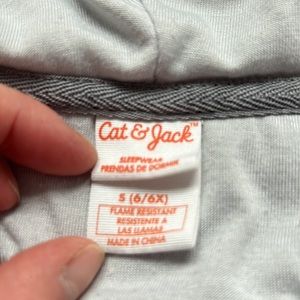 Cat & Jack™
SLEEPWEAR
PRENDAS DE DORMIR
S (6/6X)
FLAME RESISTANT
RESISTENTE A
LAS LLAMAS
MADE IN CHINA